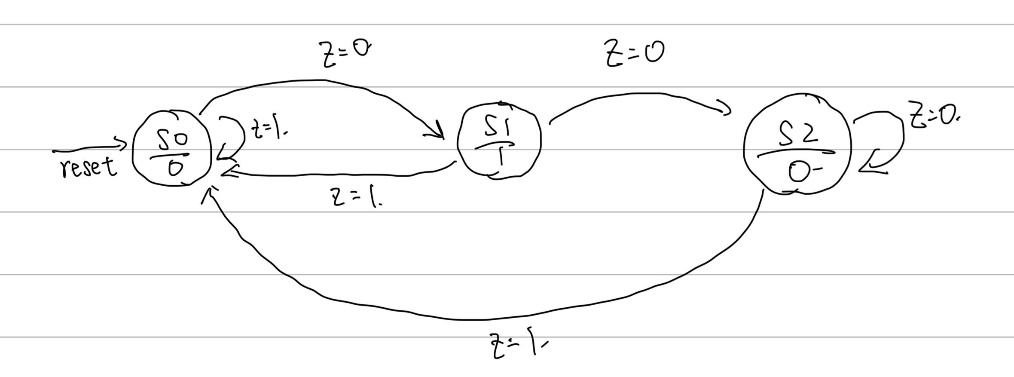 z=0
z=0
S0
0
z=1.
S1
1
S2
0
z=0.
reset
z=1.
z=1.